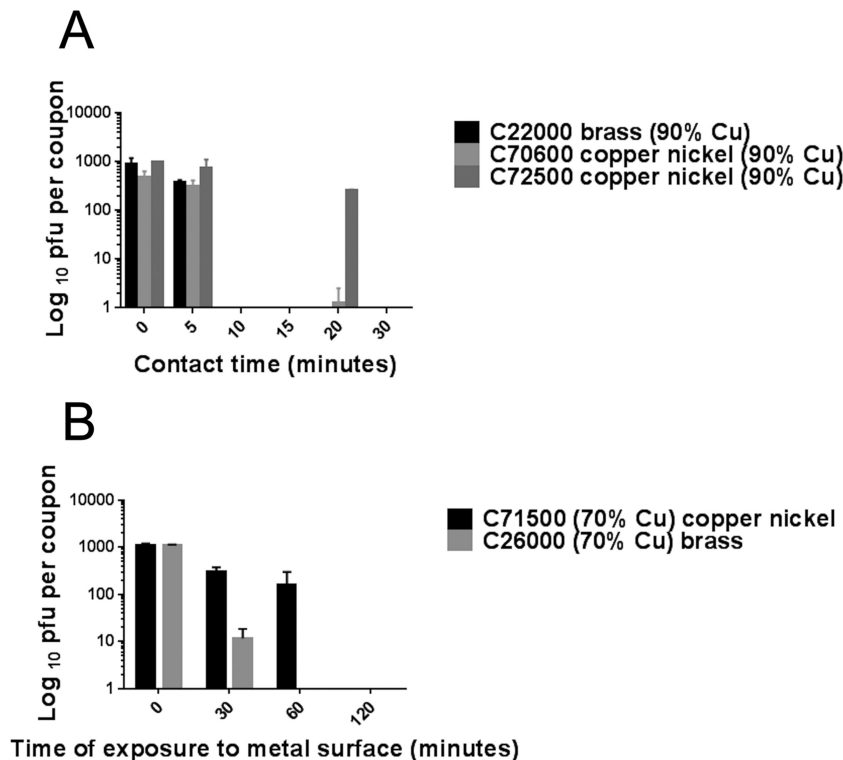 A
Log 10 pfu per coupon
10000
1000
100
10
1
0
5
10
15
20
30
Contact time (minutes)
C22000 brass (90% Cu)
C70600 copper nickel (90% Cu)
C72500 copper nickel (90% Cu)
B
Log 10 pfu per coupon
10000
1000
100
10
1
0
30
60
120
Time of exposure to metal surface (minutes)
C71500 (70% Cu) copper nickel
C26000 (70% Cu) brass